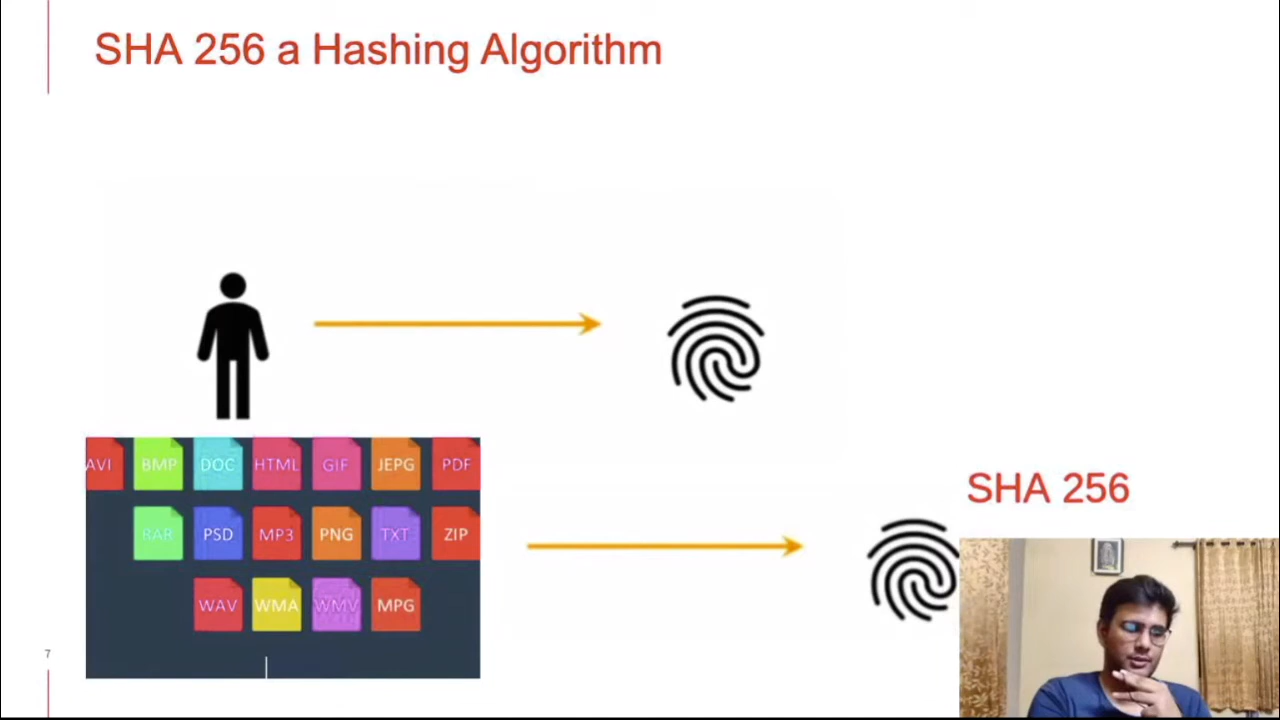 SHA 256 a Hashing Algorithm
AVI BMP DOC HTML GIF JEPG PDF
SHA 256
RAR PSD MP3 PNG TXT ZIP
WAV WMA WMV MPG
7